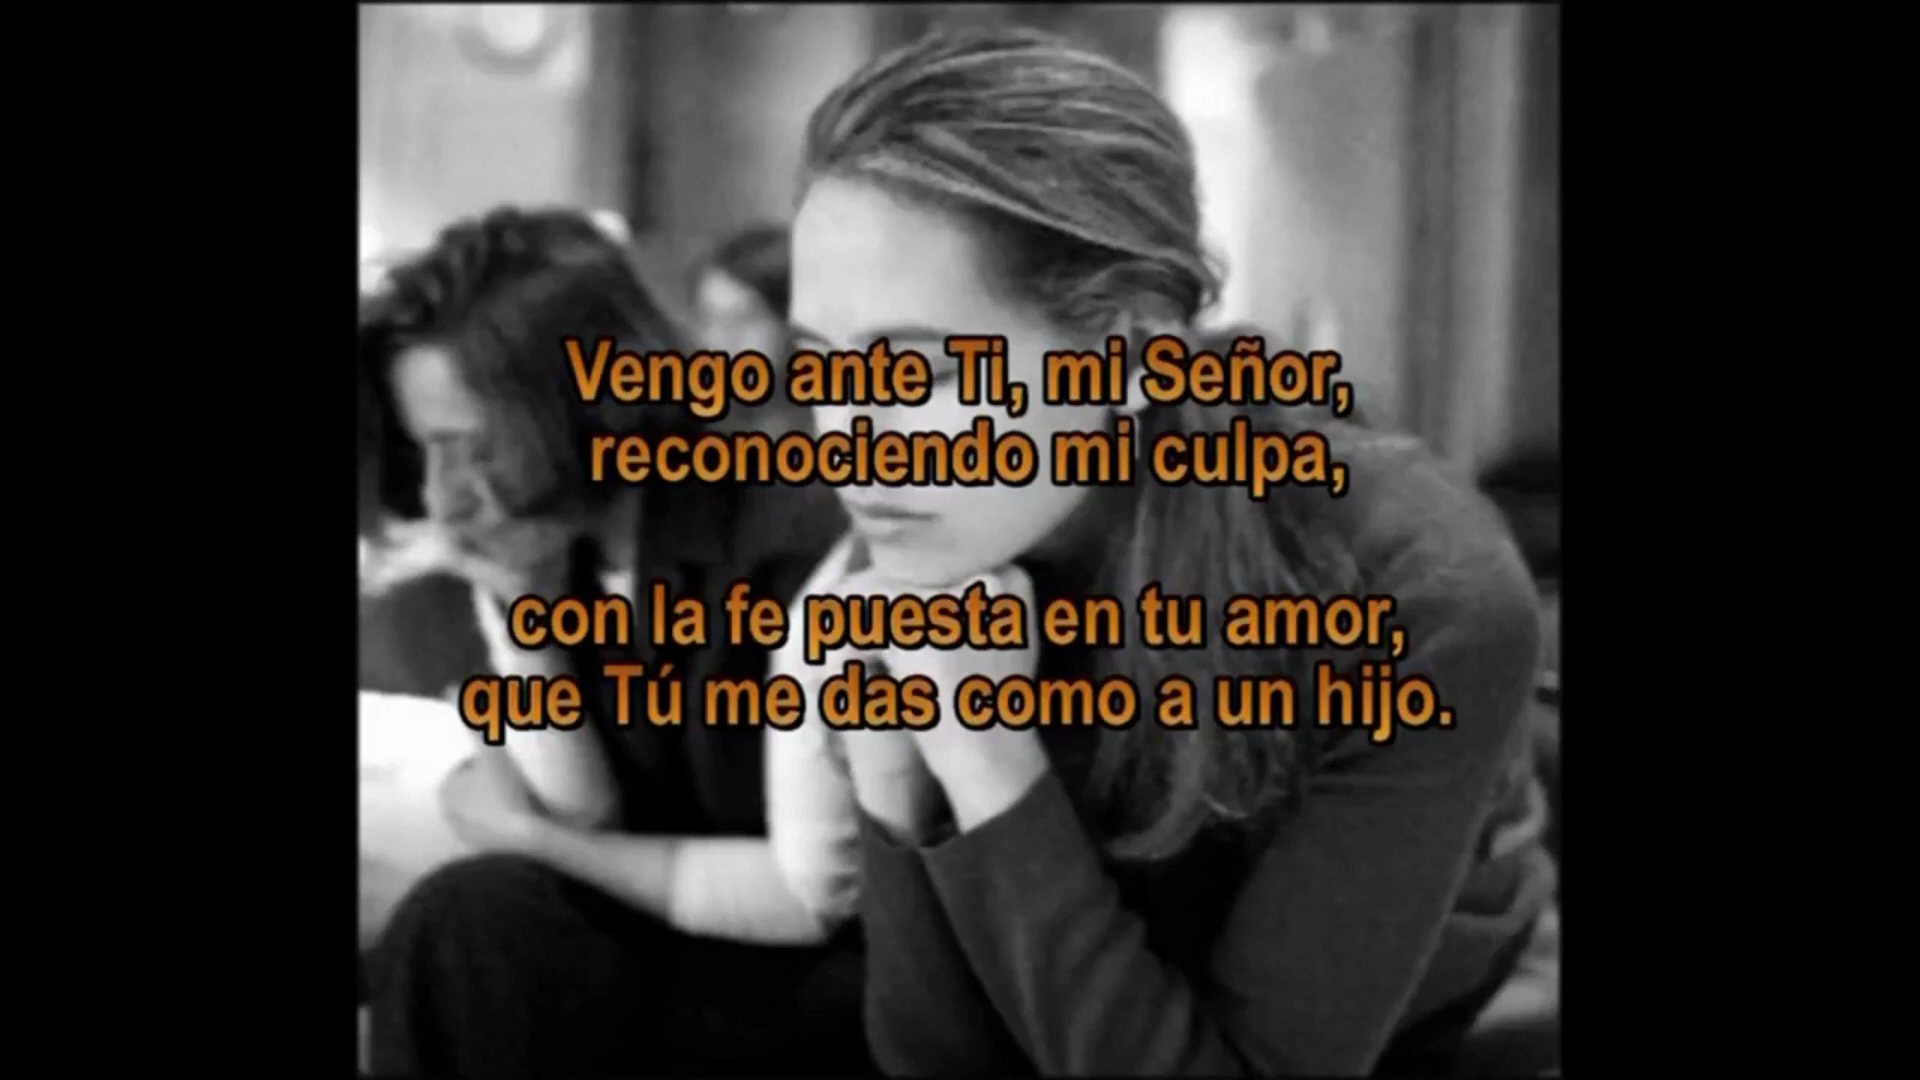 Vengo ante Ti, mi Señor,
reconociendo mi culpa,
con la fe puesta en tu amor,
que Tú me das como a un hijo.